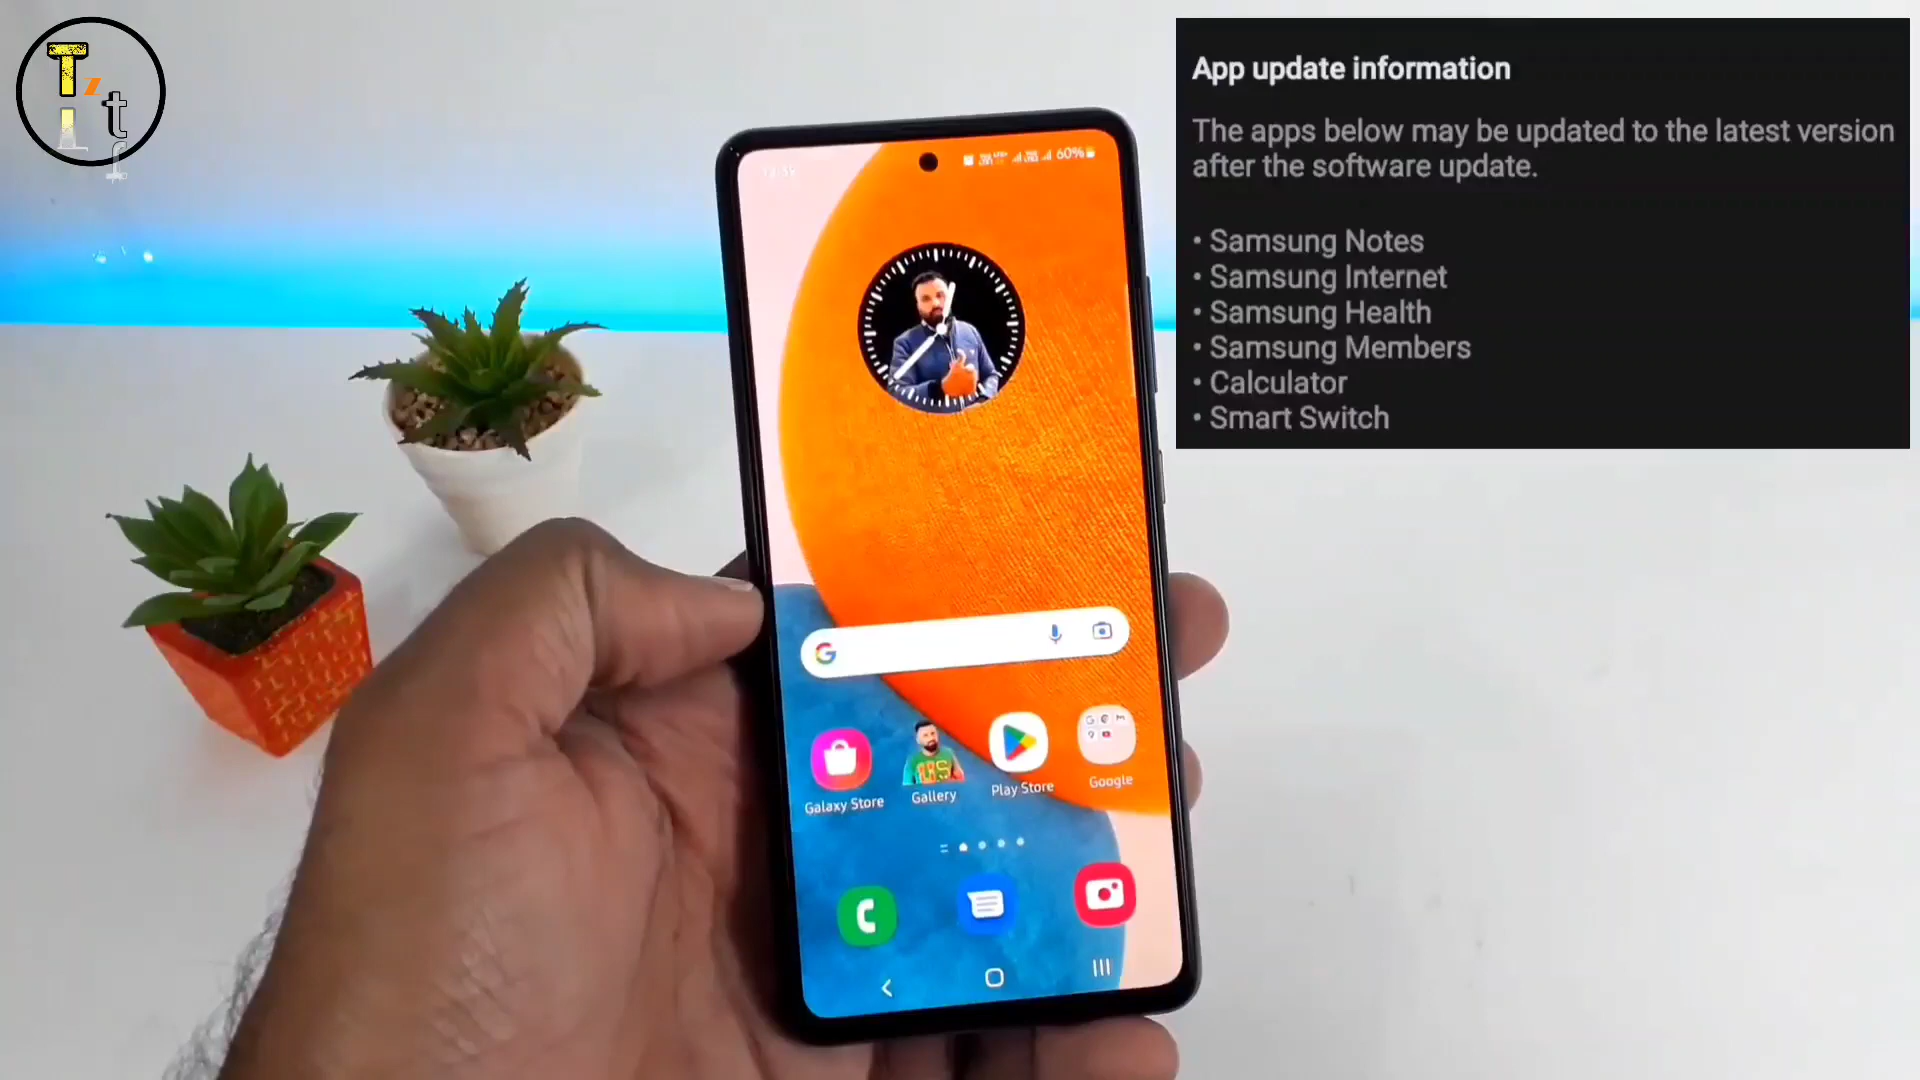 T
z
t
f
App update information
The apps below may be updated to the latest version
after the software update.
• Samsung Notes
• Samsung Internet
• Samsung Health
• Samsung Members
• Calculator
• Smart Switch
60%
G
US
Galaxy Store
Gallery
Play Store
Google